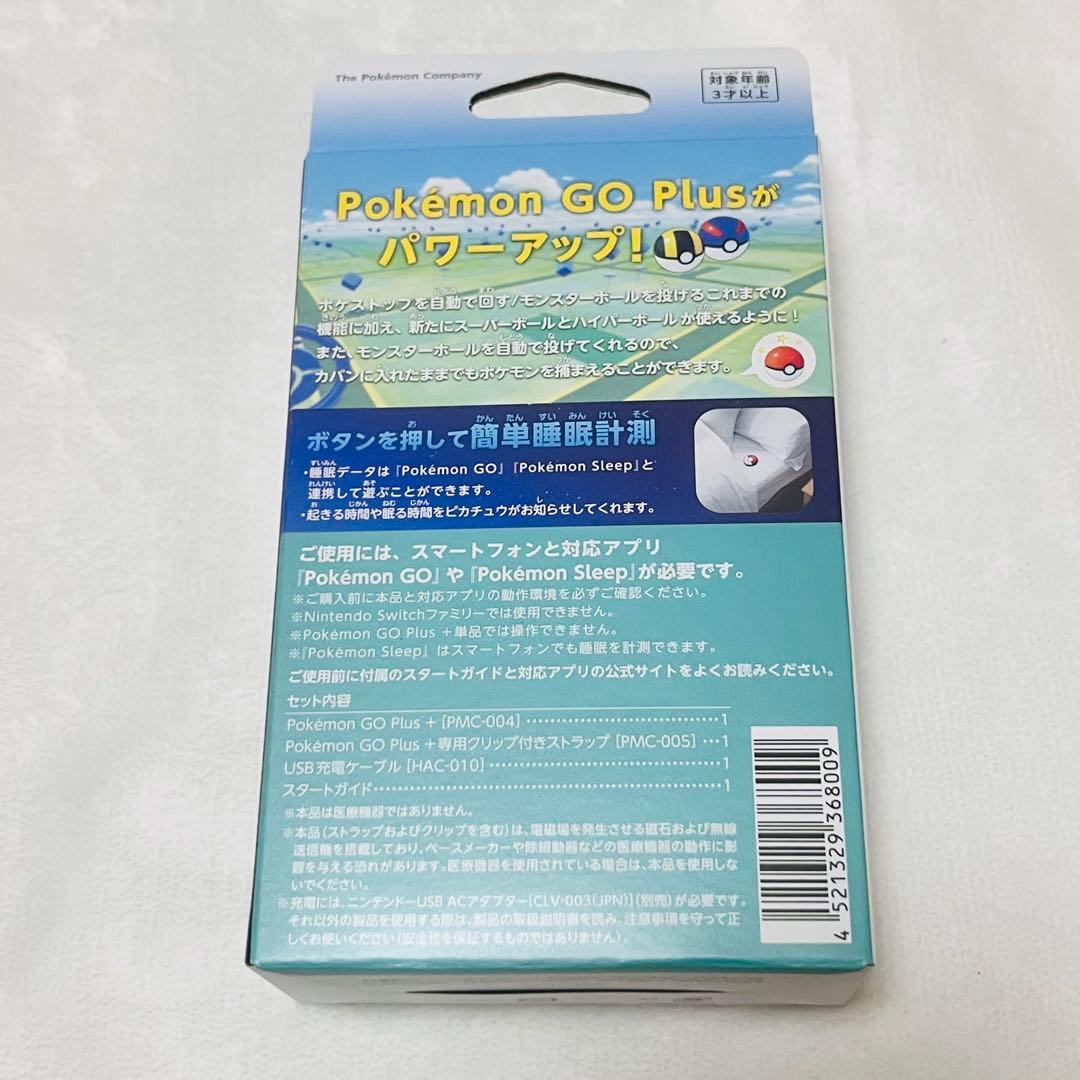 The Pokémon Company
対象年齢
3才以上
Pokémon GO Plusが
パワーアップ!
ポケストップを自動で回す/モンスターボールを投げるこれまでの
機能に加え、新たにスーパーボールとハイパーボールが使えるように!
また、モンスターボールを自動で投げてくれるので、
カバンに入れたままでもポケモンを捕まえることができます。
ボタンを押して簡単睡眠計測
・睡眠データは『Pokémon GO』『Pokémon Sleep』と
連携して遊ぶことができます。
・起きる時間や眠る時間をピカチュウがお知らせしてくれます。
ご使用には、スマートフォンと対応アプリ
『Pokémon GO』や『Pokémon Sleep』が必要です。
※ご購入前に本品と対応アプリの動作環境を必ずご確認ください。
※Nintendo Switchファミリーでは使用できません。
※Pokémon GO Plus +単品では操作できません。
※『Pokémon Sleep』はスマートフォンでも睡眠を計測できます。
ご使用前に付属のスタートガイドと対応アプリの公式サイトをよくお読みください。
セット内容
Pokémon GO Plus + [PMC-004] ……………………………1
Pokémon GO Plus +専用クリップ付きストラップ [PMC-005] …1
USB充電ケーブル [HAC-010] ……………………………………1
スタートガイド……………………………………………………1
※本品は医療機器ではありません。
※本品(ストラップおよびクリップを含む)は、電磁場を発生させる磁石および無線
送信機を搭載しており、ペースメーカーや除細動器などの医療機器の動作に影
響を与える恐れがあります。医療機器を使用されている場合は、本品を使用しな
いでください。
※充電には、ニンテンドーUSB ACアダプター[CLV-003(JPN)](別売)が必要です。
それ以外の製品を使用する際は、製品の取扱説明書を読み、注意事項を守って正
しくお使いください(安全性を保証するものではありません)。
4 521329 368009